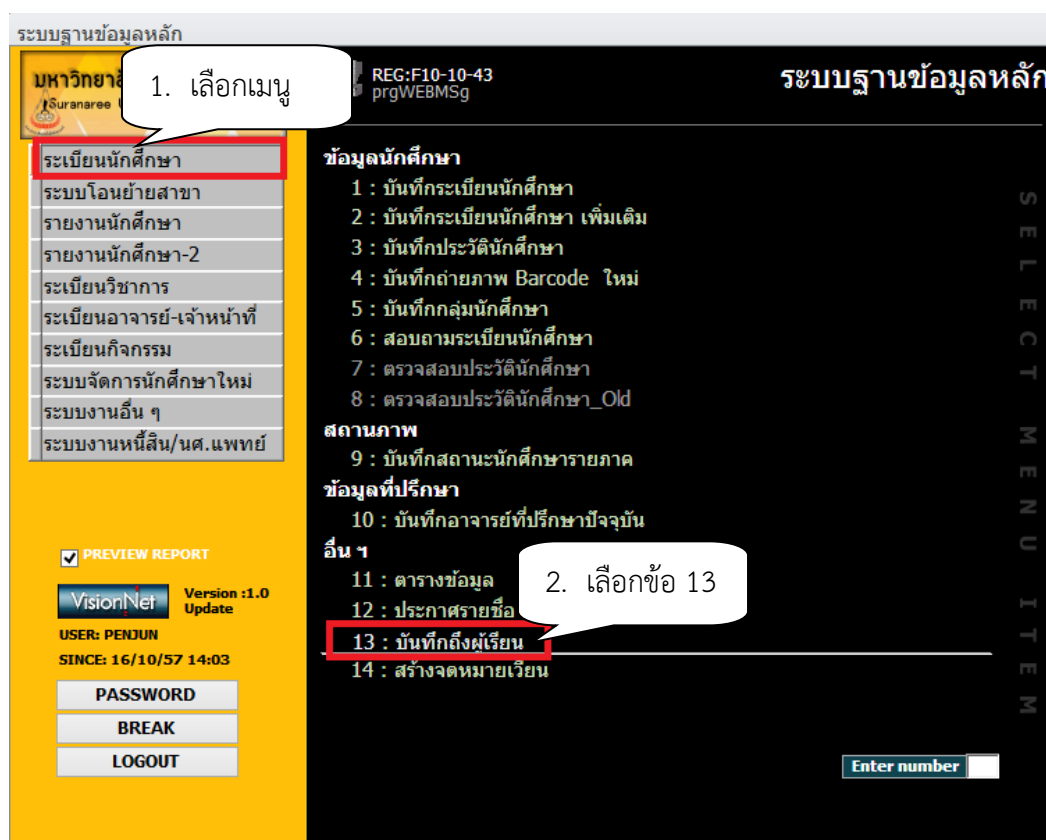 ระบบฐานข้อมูลหลัก
มหาวิทยาลั
Suranaree
1. เลือกเมนู
REG:F10-10-43
prgWEBMSg
ระบบฐานข้อมูลหลัก
ระเบียนนักศึกษา
ระบบโอนย้ายสาขา
รายงานนักศึกษา
รายงานนักศึกษา-2
ระเบียนวิชาการ
ระเบียนอาจารย์-เจ้าหน้าที่
ระเบียนกิจกรรม
ระบบจัดการนักศึกษาใหม่
ระบบงานอื่น ๆ
ระบบงานหนี้สิน/นศ.แพทย์
ข้อมูลนักศึกษา
1 : บันทึกระเบียนนักศึกษา
2 : บันทึกระเบียนนักศึกษา เพิ่มเติม
3 : บันทึกประวัตินักศึกษา
4 : บันทึกถ่ายภาพ Barcode ใหม่
5 : บันทึกกลุ่มนักศึกษา
6 : สอบถามระเบียนนักศึกษา
7 : ตรวจสอบประวัตินักศึกษา
8 : ตรวจสอบประวัตินักศึกษา_Old
สถานภาพ
9 : บันทึกสถานะนักศึกษารายภาค
ข้อมูลที่ปรึกษา
10 : บันทึกอาจารย์ที่ปรึกษาปัจจุบัน
อื่น ๆ
11 : ตารางข้อมูล
12 : ประกาศรายชื่อ
13 : บันทึกถึงผู้เรียน
14 : สร้างจดหมายเวียน
2. เลือกข้อ 13
SELECT MENU ITEM
PREVIEW REPORT
VisionNet
Version :1.0
Update
USER: PENJUN
SINCE: 16/10/57 14:03
PASSWORD
BREAK
LOGOUT
Enter number